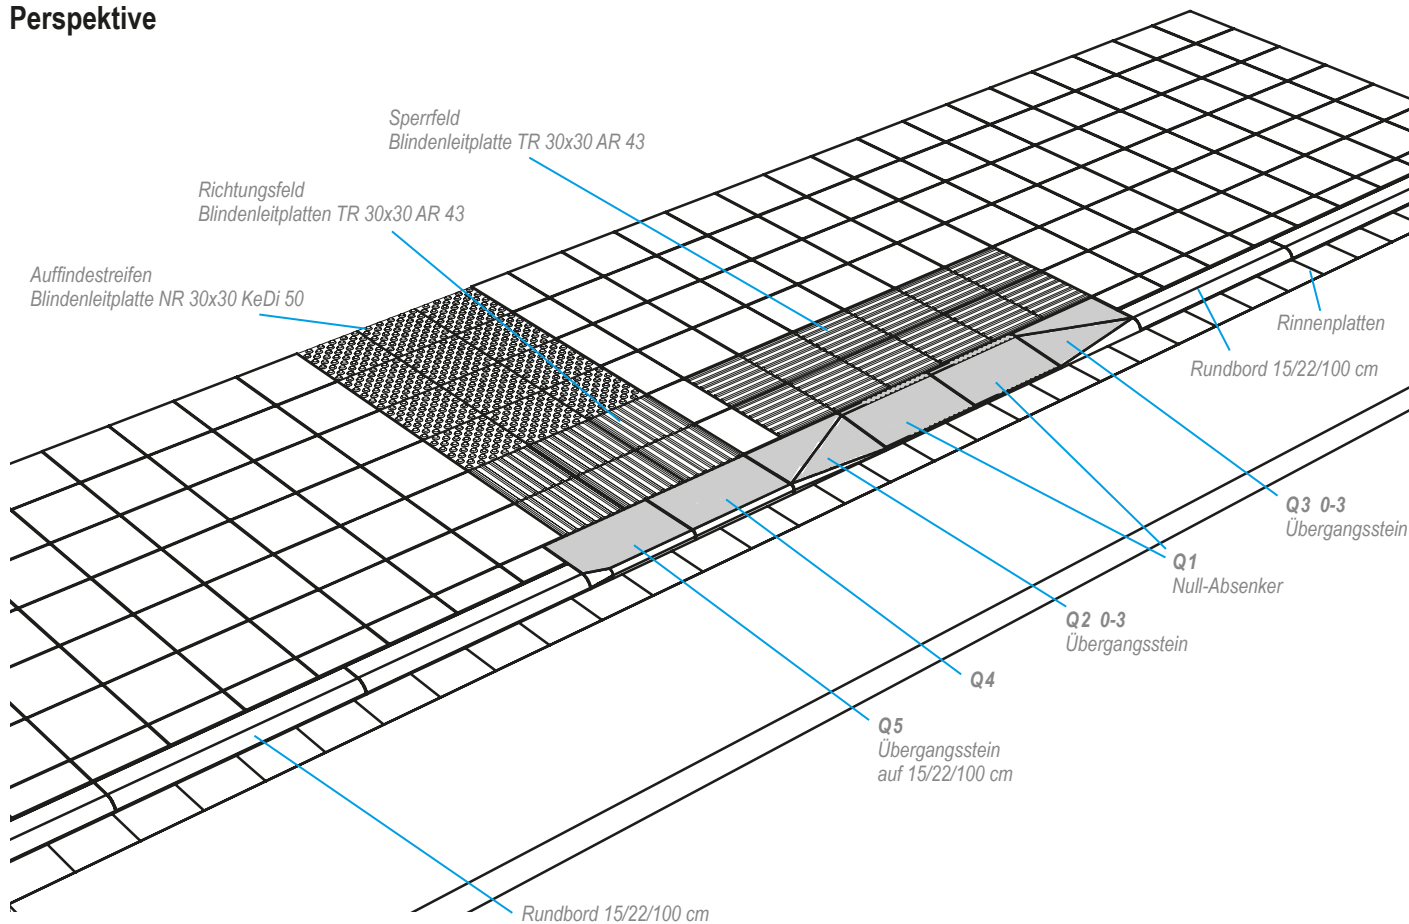 Perspektive
Sperrfeld
Blindenleitplatte TR 30x30 AR 43
Richtungsfeld
Blindenleitplatten TR 30x30 AR 43
Auffindestreifen
Blindenleitplatte NR 30x30 KeDi 50
Rinnenplatten
Rundbord 15/22/100 cm
Q3 0-3
Übergangsstein
Q1
Null-Absenker
Q2 0-3
Übergangsstein
Q4
Q5
Übergangsstein
auf 15/22/100 cm
Rundbord 15/22/100 cm